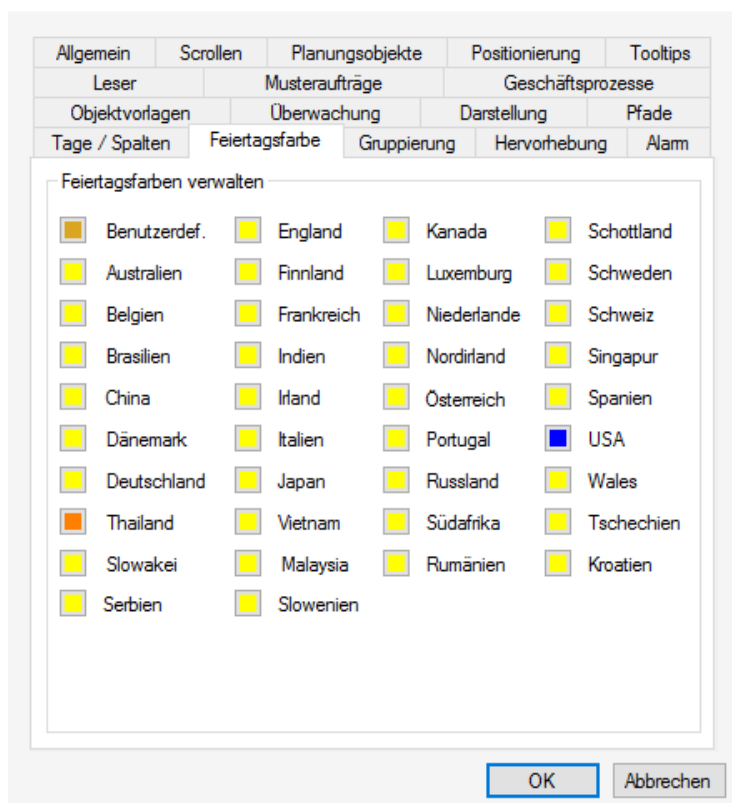 Allgemein Scrollen Planungsobjekte Positionierung Tooltips
Leser Musteraufträge Geschäftsprozesse
Objektvorlagen Überwachung Darstellung Pfade
Tage / Spalten Feiertagsfarbe Gruppierung Hervorhebung Alarm
Feiertagsfarben verwalten
Benutzerdef. England Kanada Schottland
Australien Finnland Luxemburg Schweden
Belgien Frankreich Niederlande Schweiz
Brasilien Indien Nordirland Singapur
China Irland Österreich Spanien
Dänemark Italien Portugal USA
Deutschland Japan Russland Wales
Thailand Vietnam Südafrika Tschechien
Slowakei Malaysia Rumänien Kroatien
Serbien Slowenien
OK Abbrechen